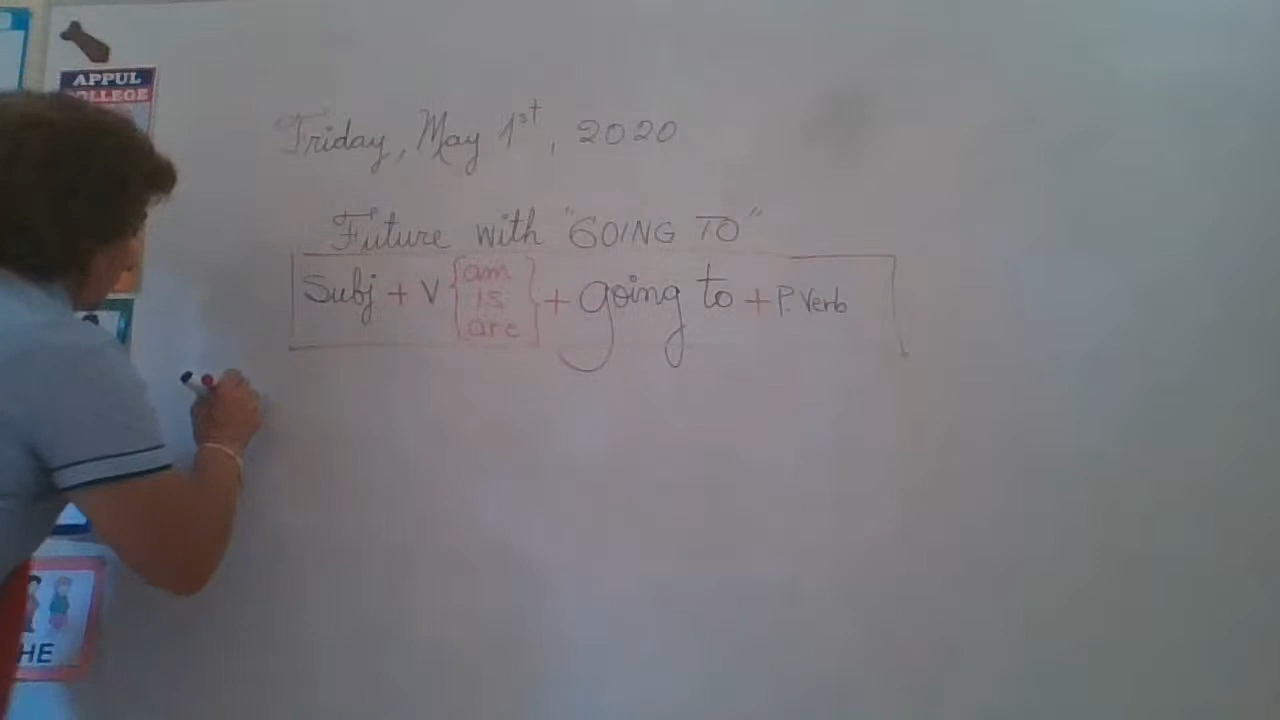 APPUL
COLLEGE
Friday, May 1st, 2020
Future with "GOING TO"
Subj + V { am is are } + going to + P. Verb
HE